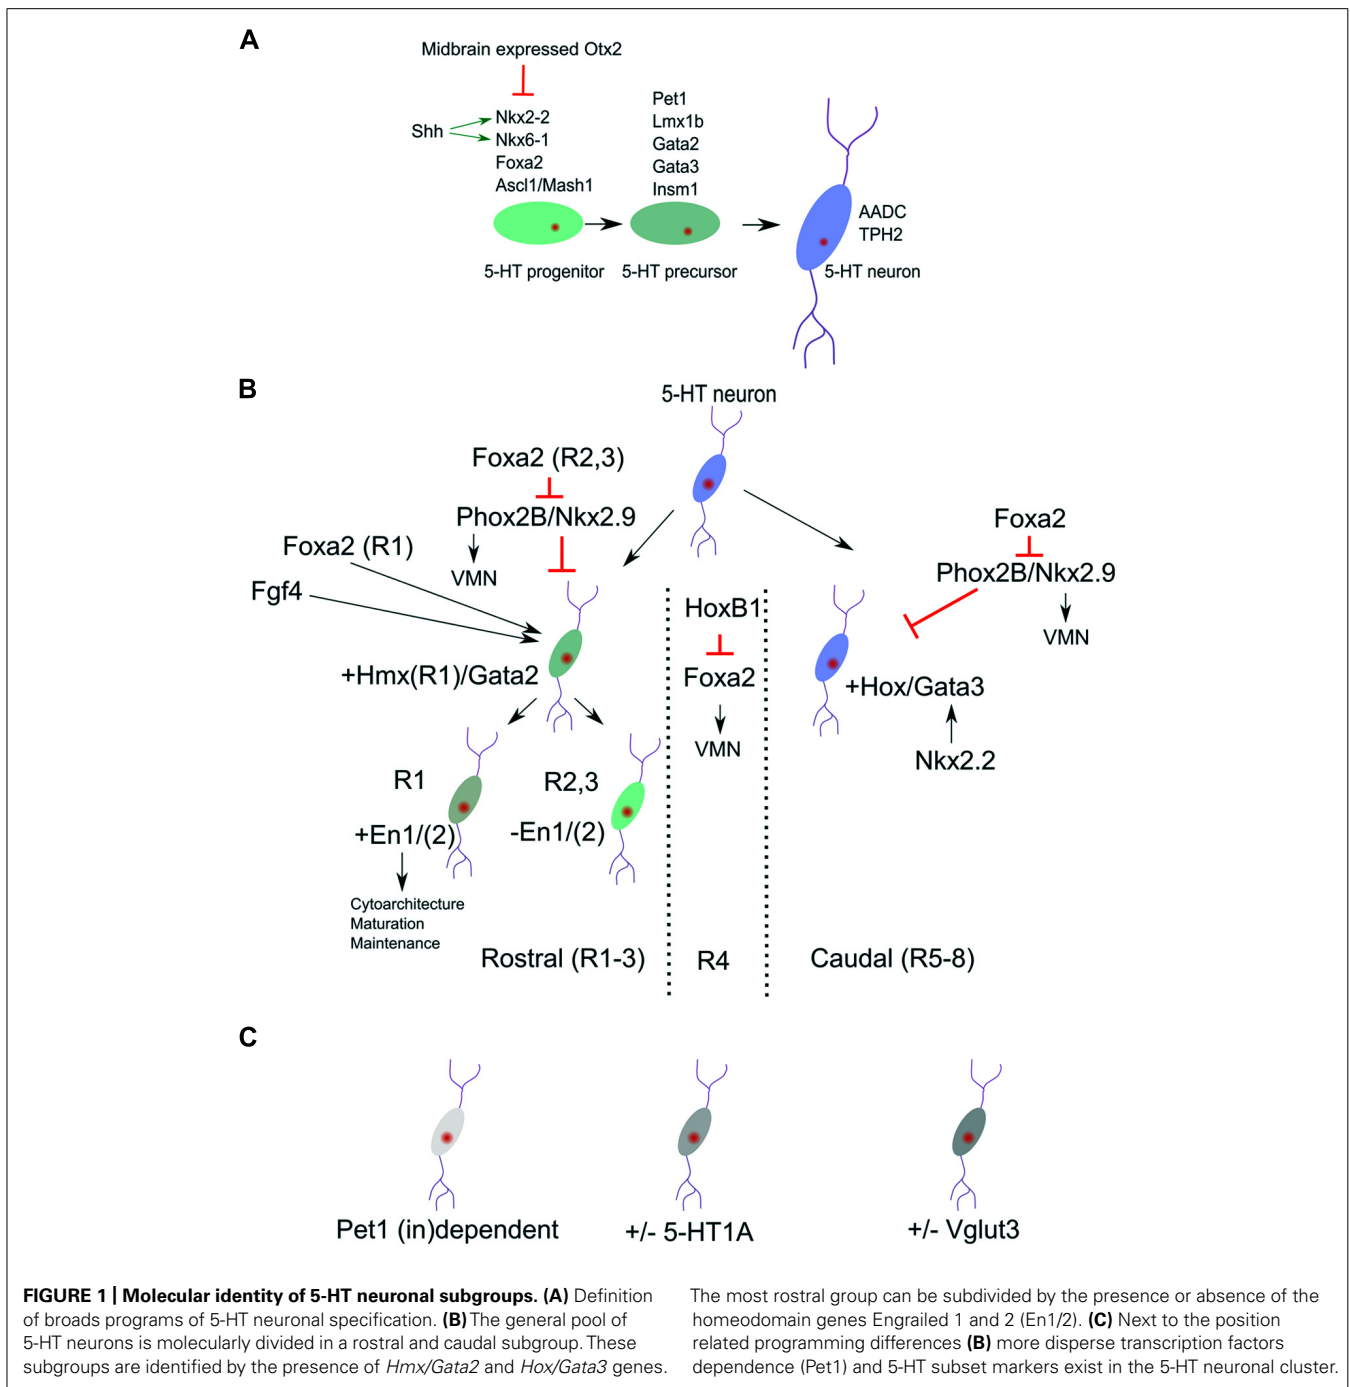 A
Midbrain expressed Otx2
Shh
Nkx2-2
Nkx6-1
Foxa2
Ascl1/Mash1
Pet1
Lmx1b
Gata2
Gata3
Insm1
AADC
TPH2
5-HT progenitor
5-HT precursor
5-HT neuron
B
5-HT neuron
Foxa2 (R2,3)
Phox2B/Nkx2.9
VMN
Foxa2 (R1)
Fgf4
+Hmx(R1)/Gata2
R1
+En1/(2)
Cytoarchitecture
Maturation
Maintenance
R2,3
-En1/(2)
Rostral (R1-3)
HoxB1
Foxa2
VMN
R4
Foxa2
Phox2B/Nkx2.9
VMN
+Hox/Gata3
Nkx2.2
Caudal (R5-8)
C
Pet1 (in)dependent
+/- 5-HT1A
+/- Vglut3
FIGURE 1 | Molecular identity of 5-HT neuronal subgroups. (A) Definition
of broads programs of 5-HT neuronal specification. (B) The general pool of
5-HT neurons is molecularly divided in a rostral and caudal subgroup. These
subgroups are identified by the presence of Hmx/Gata2 and Hox/Gata3 genes.
The most rostral group can be subdivided by the presence or absence of the
homeodomain genes Engrailed 1 and 2 (En1/2). (C) Next to the position
related programming differences (B) more disperse transcription factors
dependence (Pet1) and 5-HT subset markers exist in the 5-HT neuronal cluster.